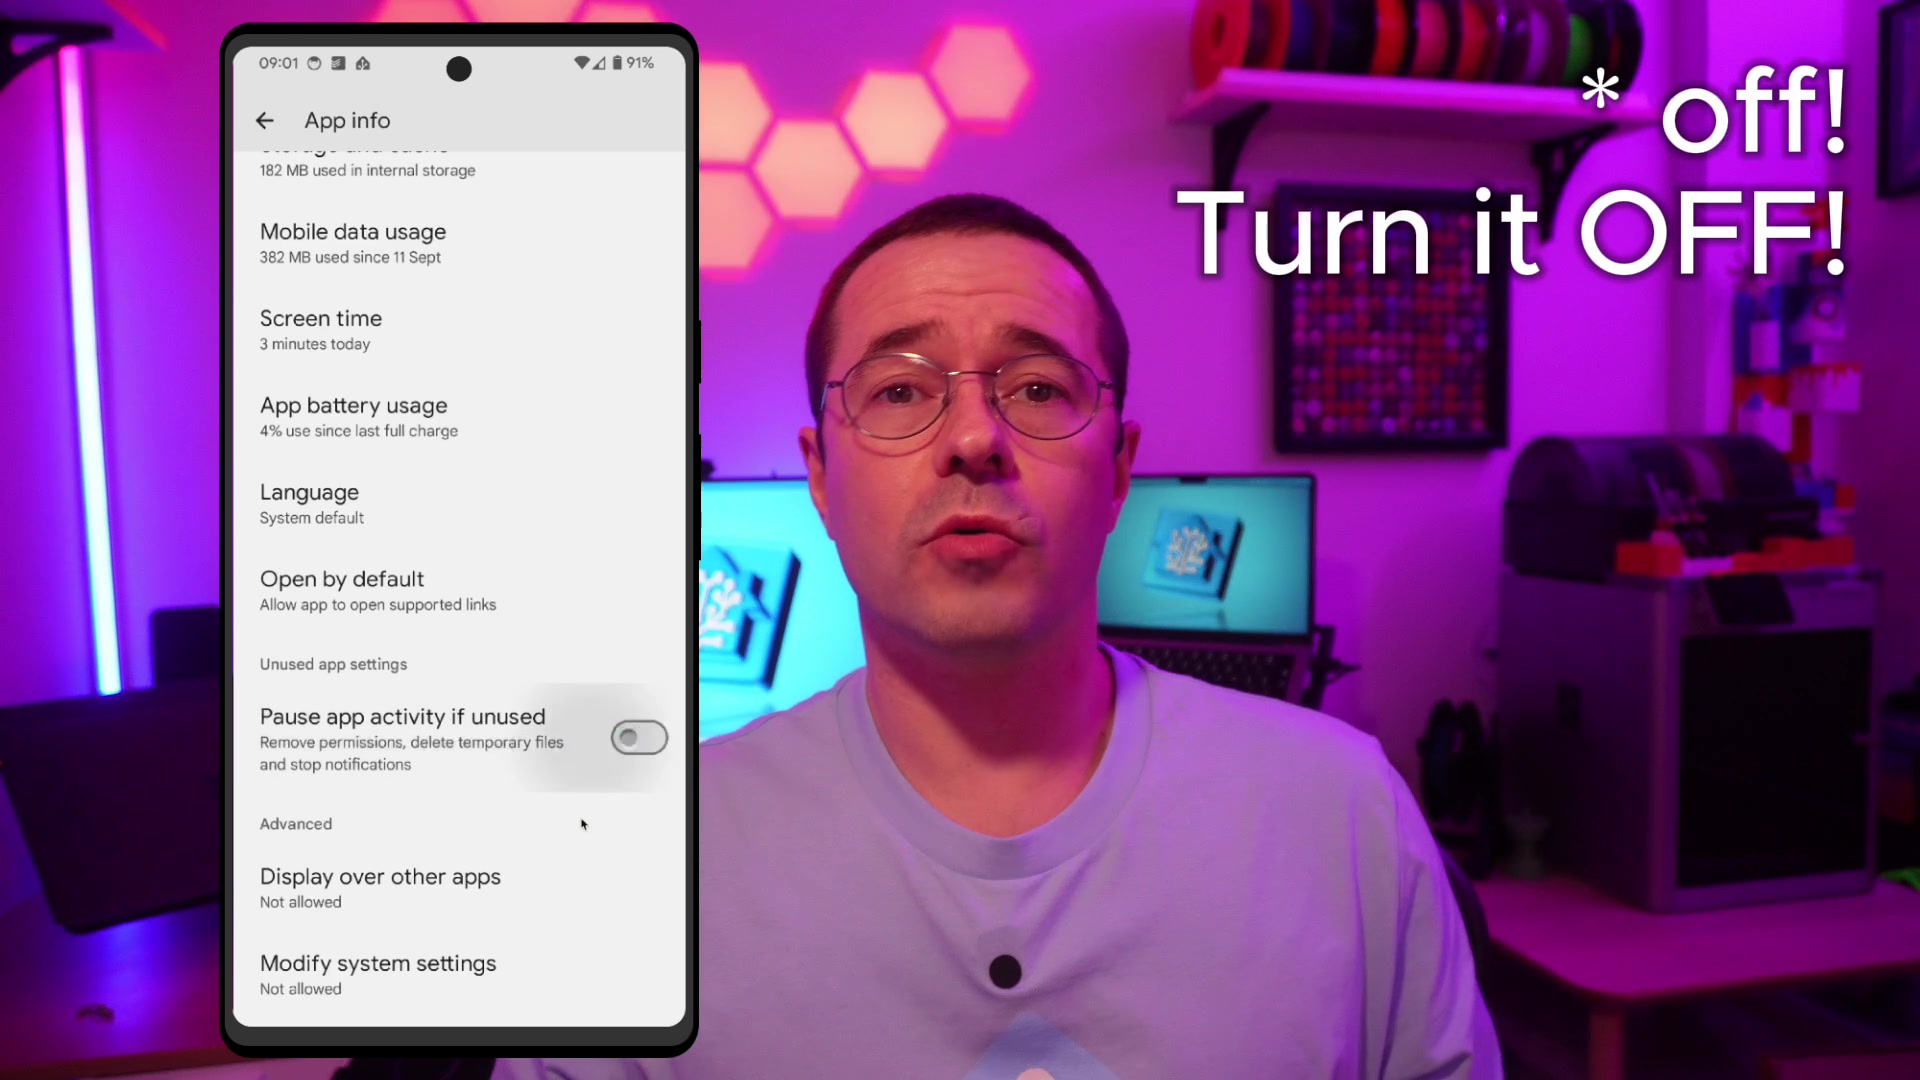 09:01
91%
App info
182 MB used in internal storage
Mobile data usage
382 MB used since 11 Sept
Screen time
3 minutes today
App battery usage
4% use since last full charge
Language
System default
Open by default
Allow app to open supported links
Unused app settings
Pause app activity if unused
Remove permissions, delete temporary files
and stop notifications
Advanced
Display over other apps
Not allowed
Modify system settings
Not allowed
* off!
Turn it OFF!